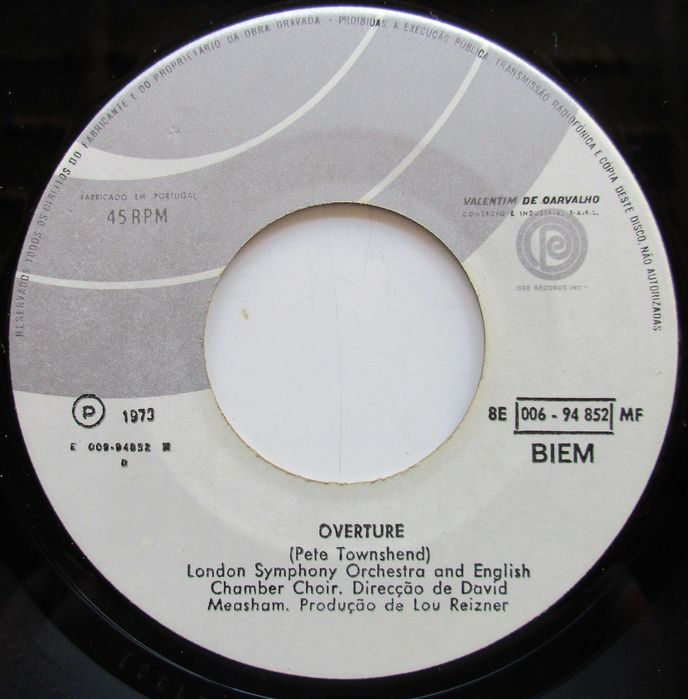 RESERVADOS TODOS OS DIREITOS DO FABRICANTE E DO PROPRIETÁRIO DA OBRA GRAVADA · PROIBIDAS A EXECUÇÃO PÚBLICA, TRANSMISSÃO RADIOFÓNICA E CÓPIA DESTE DISCO, NÃO AUTORIZADAS
FABRICADO EM PORTUGAL
45 RPM
VALENTIM DE CARVALHO
COMERCIO E INDUSTRIA, S.A.R.L.
ODE RECORDS INC
P 1973
8E 006 - 94 852 MF
BIEM
OVERTURE
(Pete Townshend)
London Symphony Orchestra and English
Chamber Choir. Direcção de David
Measham. Produção de Lou Reizner